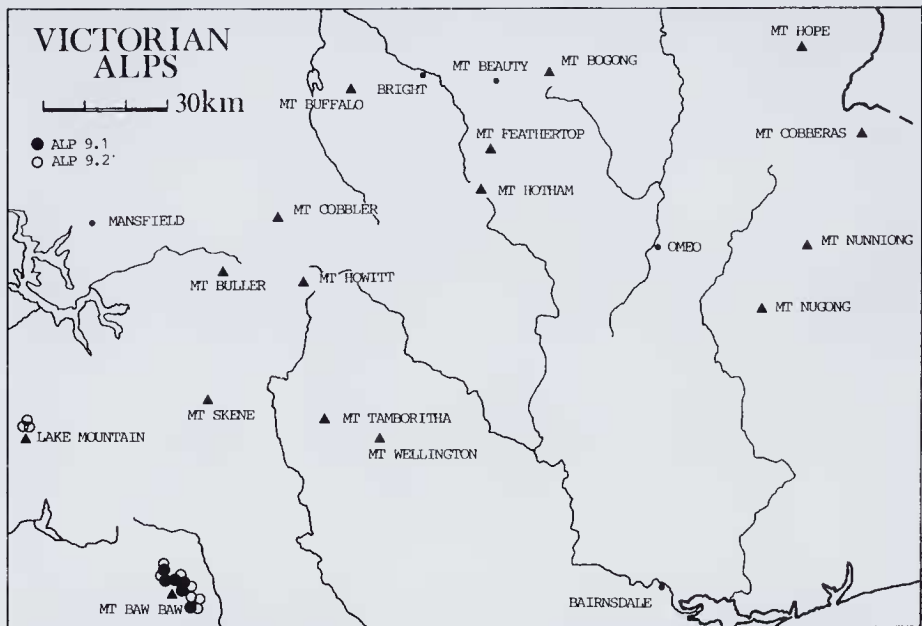 VICTORIAN
ALPS
30km
ALP 9.1
ALP 9.2
MT HOPE
MT BEAUTY
MT BOGONG
BRIGHT
MT BUFFALO
MT FEATHERTOP
MT COBBERAS
MT HOTHAM
MT COBBLER
MANSFIELD
OMEO
MT NUNNIONG
MT BULLER
MT HOWITT
MT NUGONG
MT SKENE
MT TAMBORITHA
LAKE MOUNTAIN
MT WELLINGTON
MT BAW BAW
BAIRNSDALE